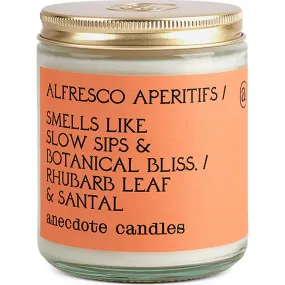 ALFRESCO APERITIFS / a
SMELLS LIKE
SLOW SIPS &
BOTANICAL BLISS. /
RHUBARB LEAF
& SANTAL
anecdote candles